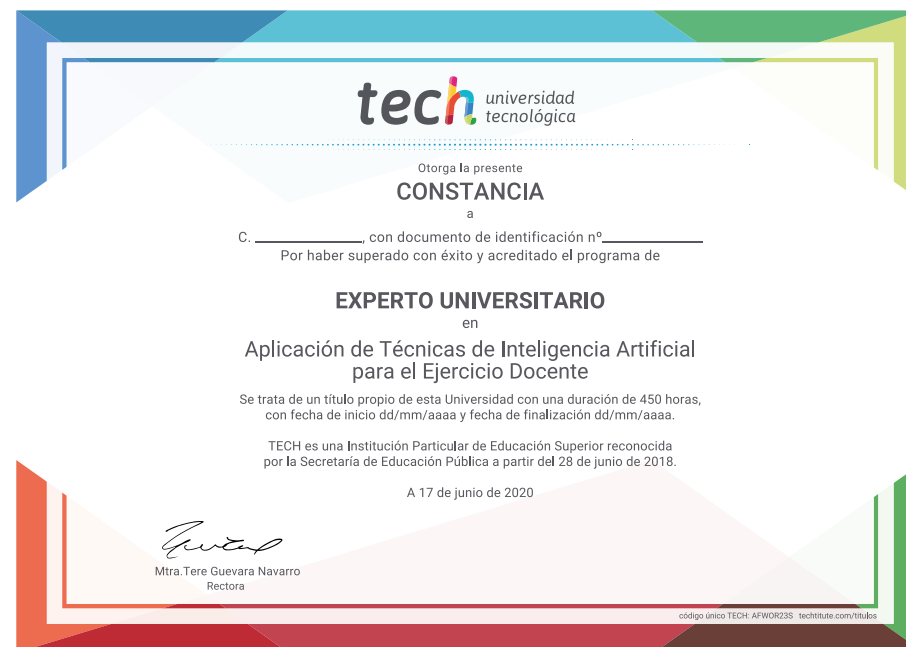 tech universidad
tecnológica
Otorga la presente
CONSTANCIA
a
C. ____________, con documento de identificación nº____________
Por haber superado con éxito y acreditado el programa de
EXPERTO UNIVERSITARIO
en
Aplicación de Técnicas de Inteligencia Artificial
para el Ejercicio Docente
Se trata de un título propio de esta Universidad con una duración de 450 horas,
con fecha de inicio dd/mm/aaaa y fecha de finalización dd/mm/aaaa.
TECH es una Institución Particular de Educación Superior reconocida
por la Secretaría de Educación Pública a partir del 28 de junio de 2018.
A 17 de junio de 2020
Mtra.Tere Guevara Navarro
Rectora
código único TECH: AFWOR23S techtitute.com/titulos